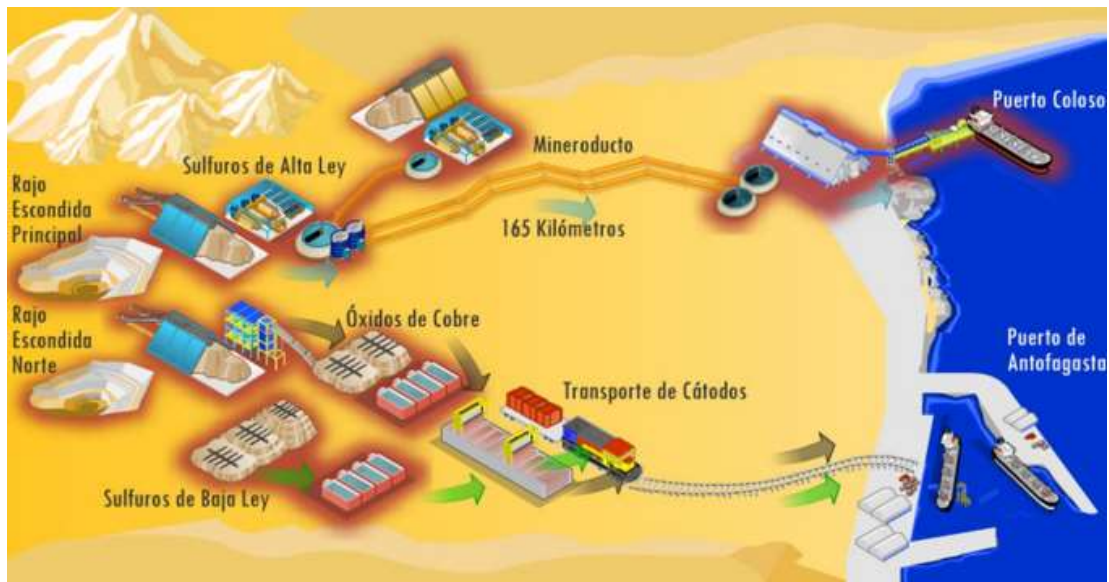 Puerto Coloso
Mineroducto
Sulfuros de Alta Ley
Rajo
Escondida
Principal
165 Kilómetros
Rajo
Escondida
Norte
Óxidos de Cobre
Puerto de
Antofagasta
Transporte de Cátodos
Sulfuros de Baja Ley